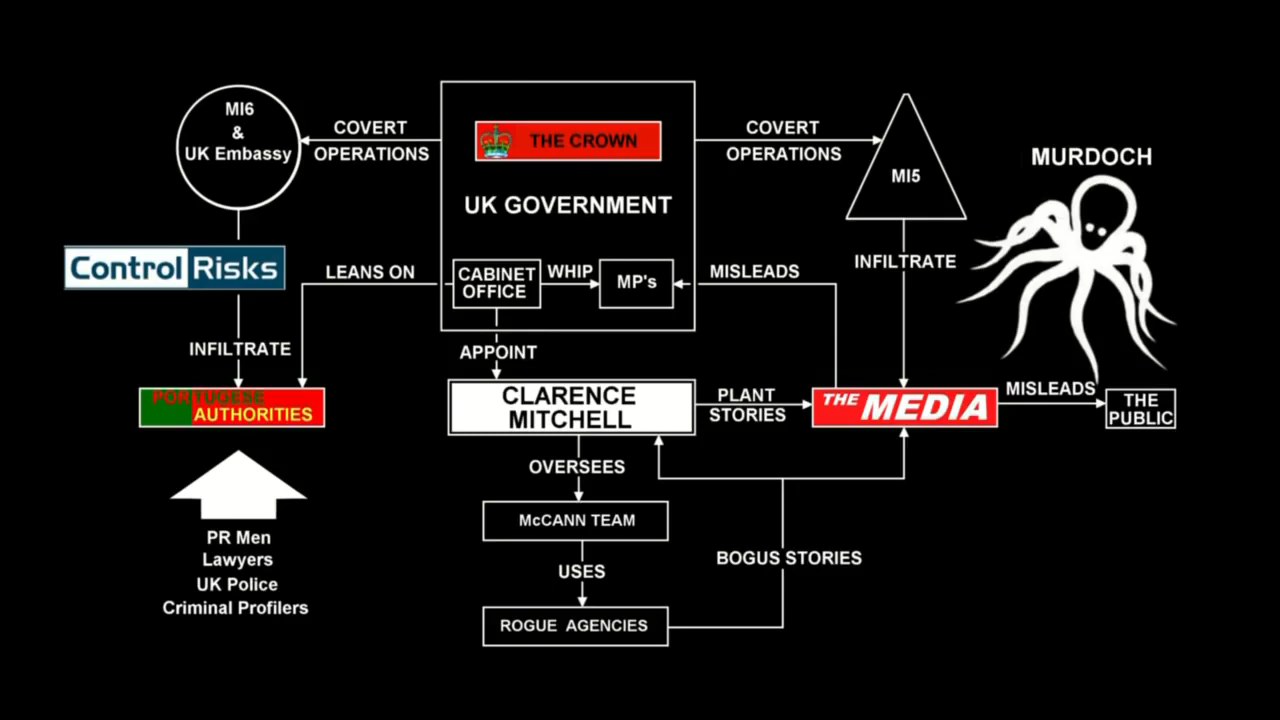 MI6
&
UK Embassy
COVERT
OPERATIONS
THE CROWN
UK GOVERNMENT
COVERT
OPERATIONS
MI5
MURDOCH
Control Risks
LEANS ON
CABINET
OFFICE
WHIP
MP's
MISLEADS
INFILTRATE
INFILTRATE
APPOINT
PORTUGESE
AUTHORITIES
CLARENCE
MITCHELL
PLANT
STORIES
THE MEDIA
MISLEADS
THE
PUBLIC
OVERSEES
McCANN TEAM
PR Men
Lawyers
UK Police
Criminal Profilers
USES
BOGUS STORIES
ROGUE AGENCIES